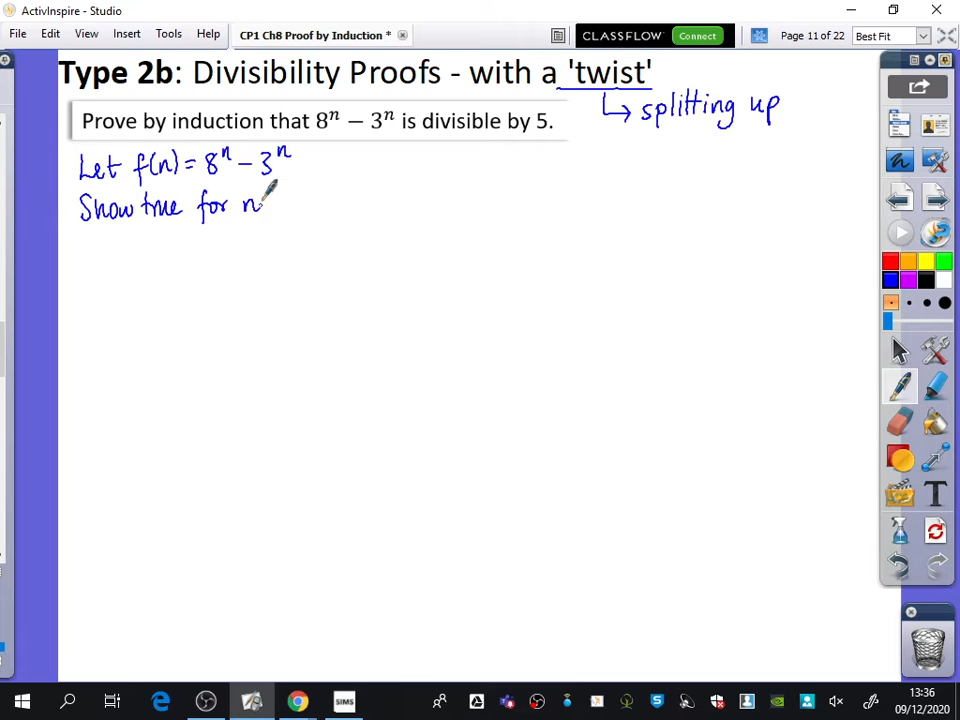 ActivInspire - Studio
File Edit View Insert Tools Help CP1 Ch8 Proof by Induction * CLASSFLOW Connect Page 11 of 22 Best Fit
Type 2b: Divisibility Proofs - with a 'twist'
↳ splitting up
Prove by induction that 8ⁿ − 3ⁿ is divisible by 5.
Let f(n) = 8ⁿ − 3ⁿ
Show true for n
13:36
09/12/2020